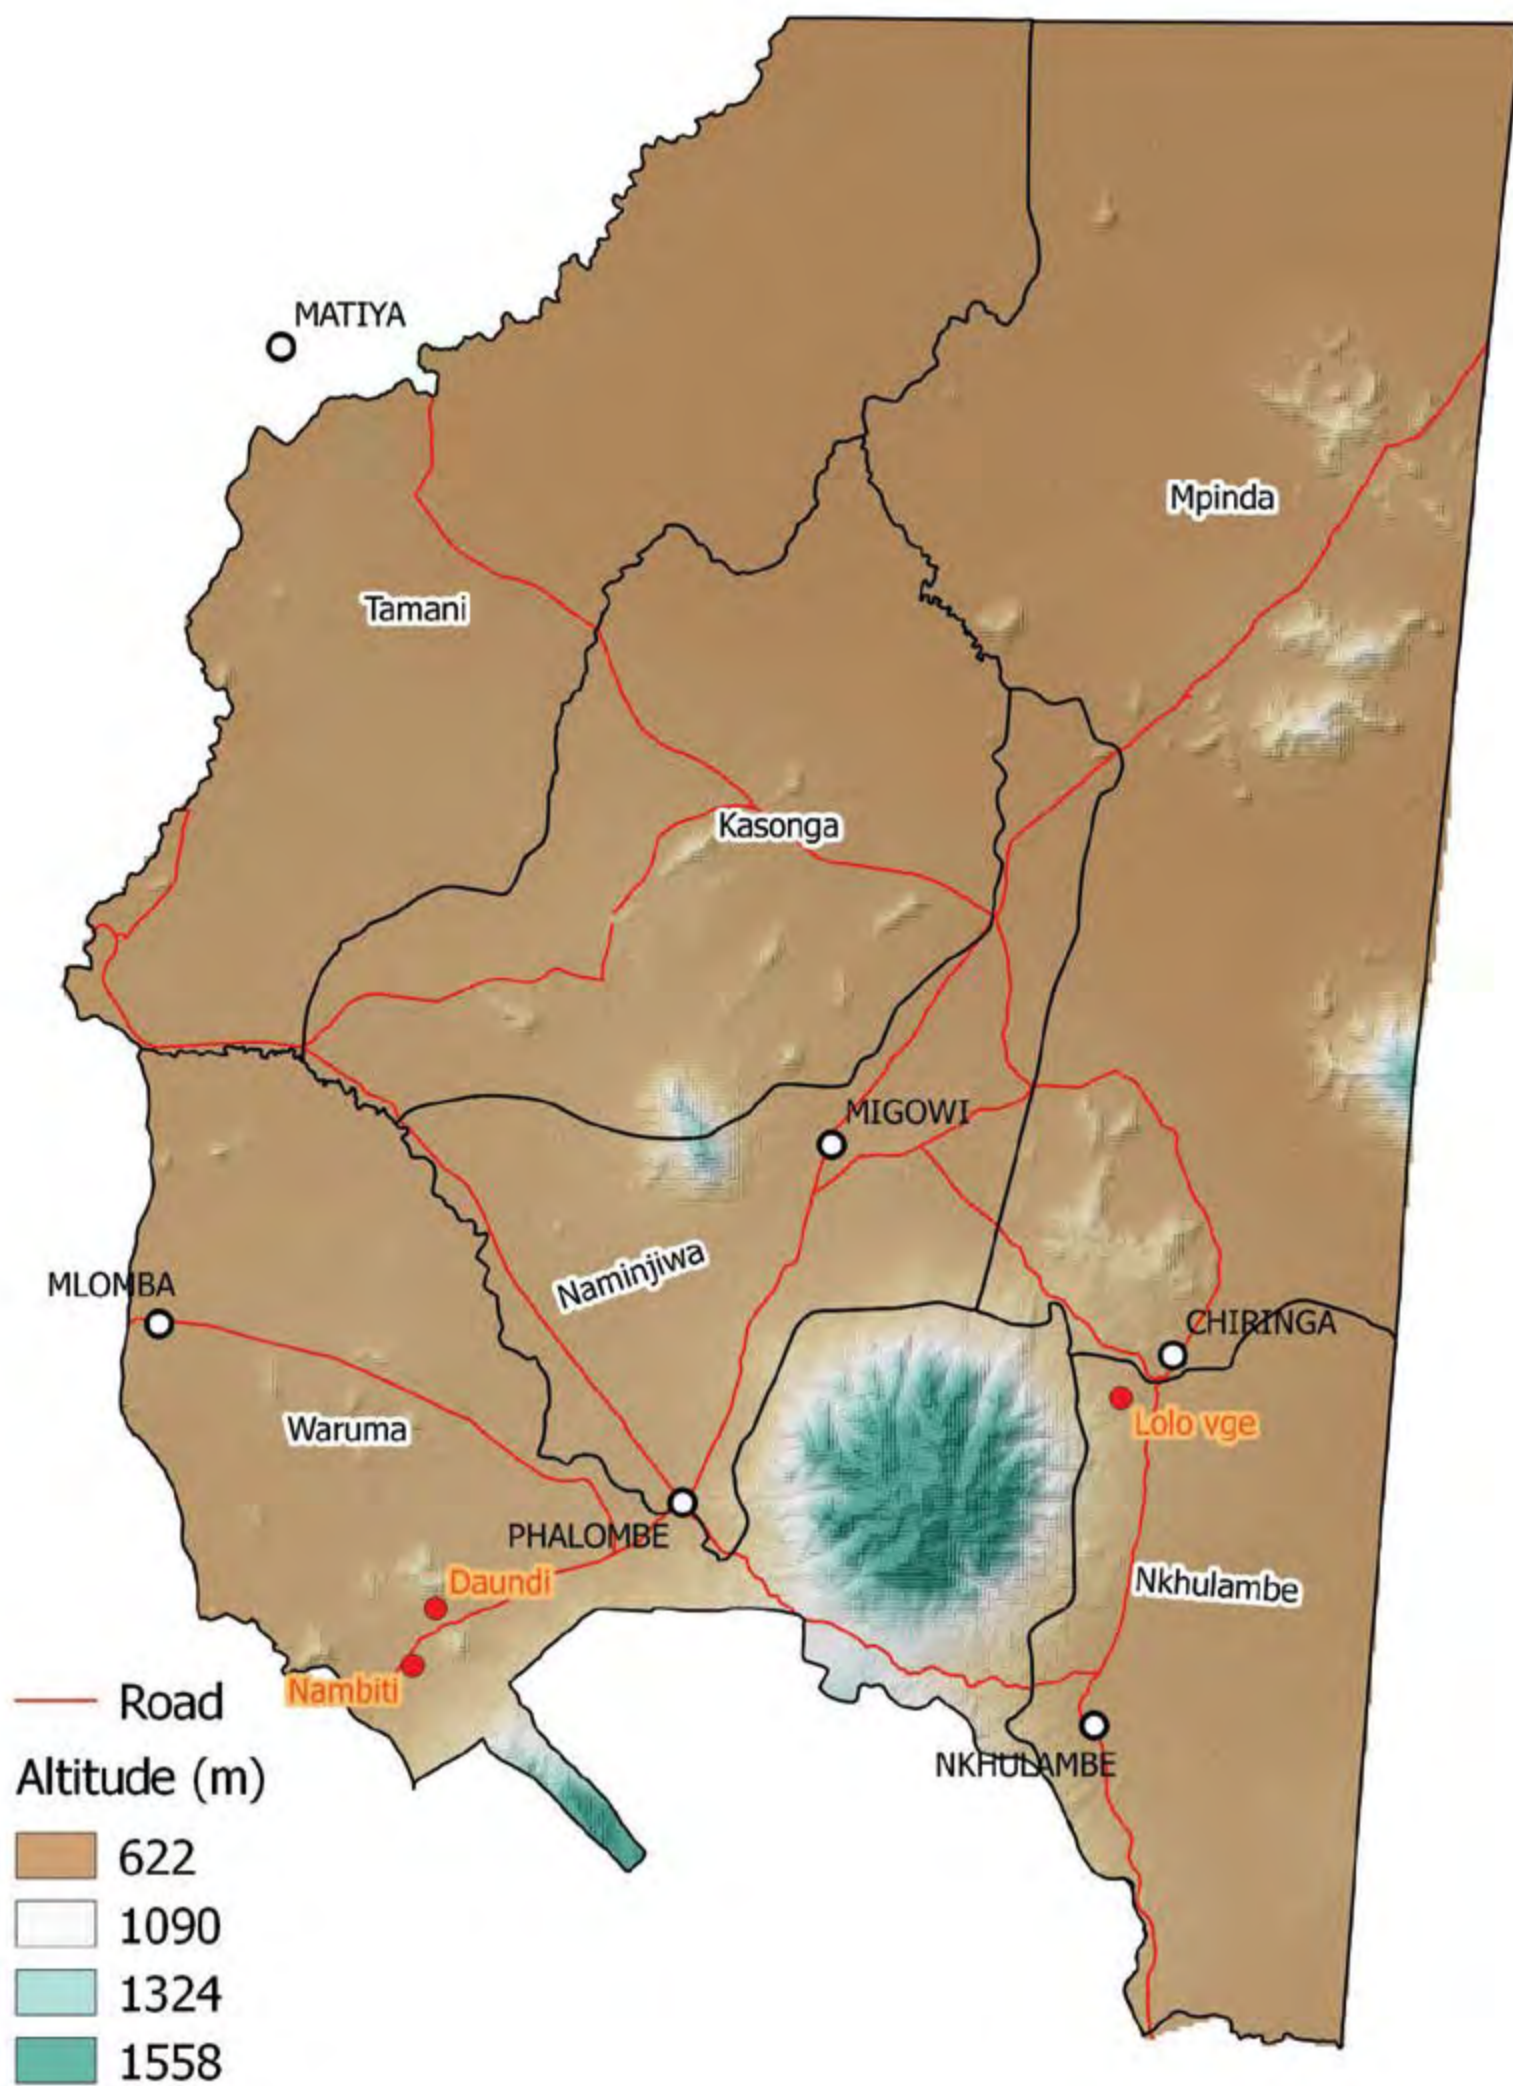 MATIYA
Mpinda
Tamani
Kasonga
MIGOWI
Naminjiwa
MLOMBA
CHIRINGA
Waruma
Lolo vge
PHALOMBE
Daundi
Nkhulambe
Nambiti
NKHULAMBE
Road
Altitude (m)
622
1090
1324
1558